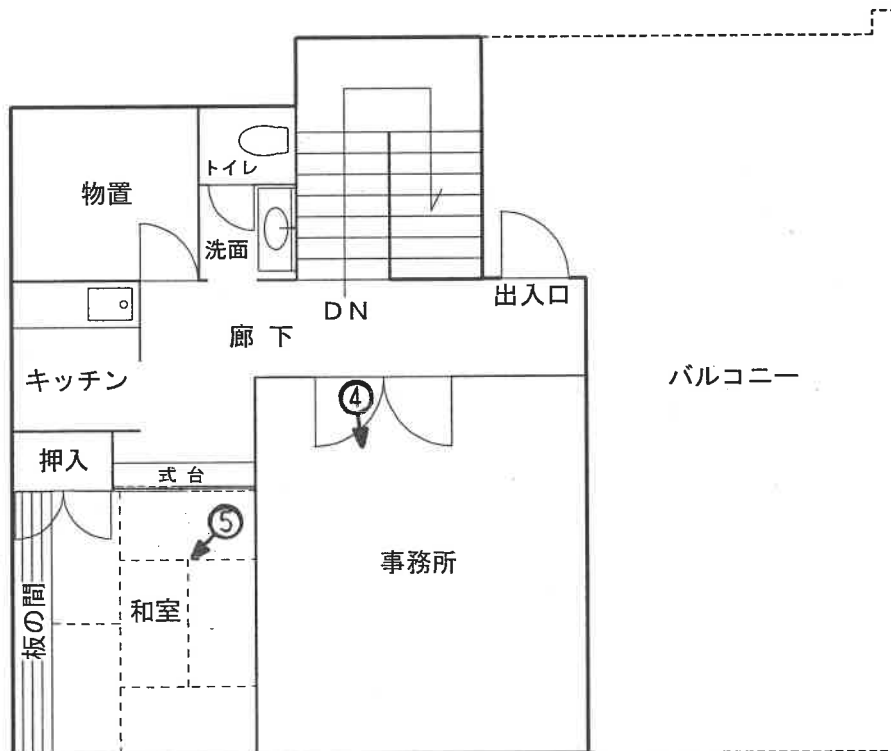 トイレ
物置
洗面
出入口
DN
廊下
キッチン
バルコニー
④
押入
式台
⑤
事務所
和室
板の間